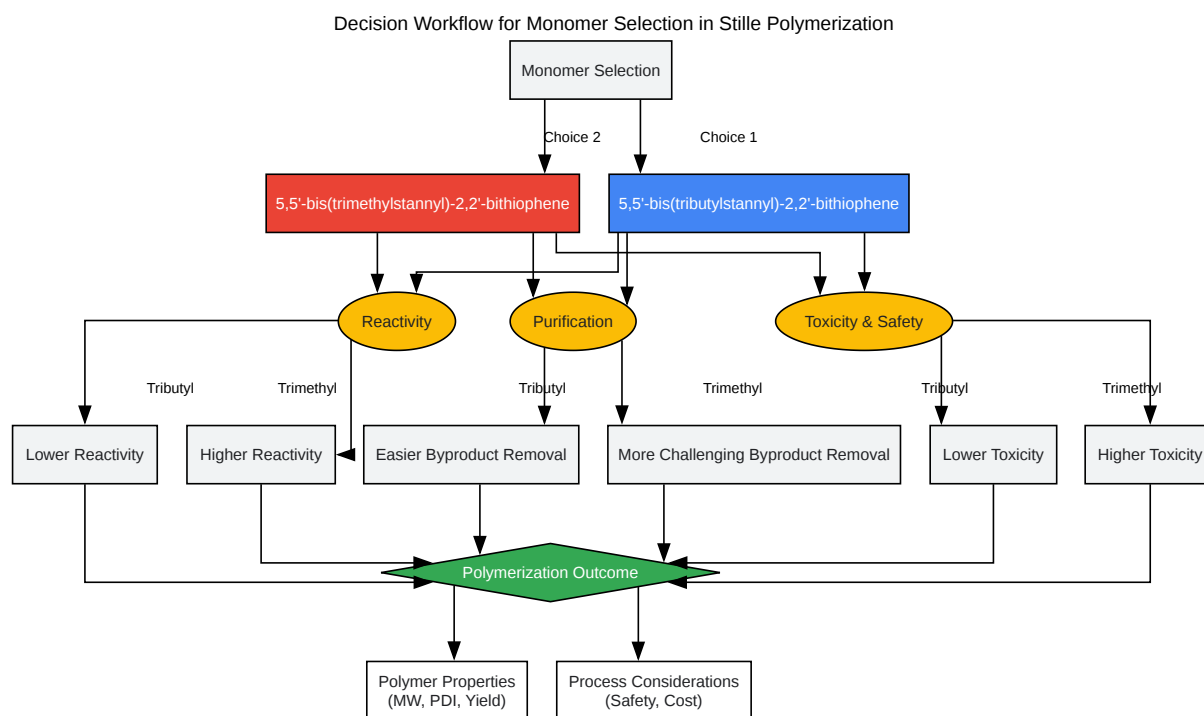 Decision Workflow for Monomer Selection in Stille Polymerization
Monomer Selection
Choice 2
Choice 1
5,5'-bis(trimethylstannyl)-2,2'-bithiophene
5,5'-bis(tributylstannyl)-2,2'-bithiophene
Reactivity
Purification
Toxicity & Safety
Tributyl
Trimethyl
Tributyl
Trimethyl
Tributyl
Trimethyl
Lower Reactivity
Higher Reactivity
Easier Byproduct Removal
More Challenging Byproduct Removal
Lower Toxicity
Higher Toxicity
Polymerization Outcome
Polymer Properties
(MW, PDI, Yield)
Process Considerations
(Safety, Cost)